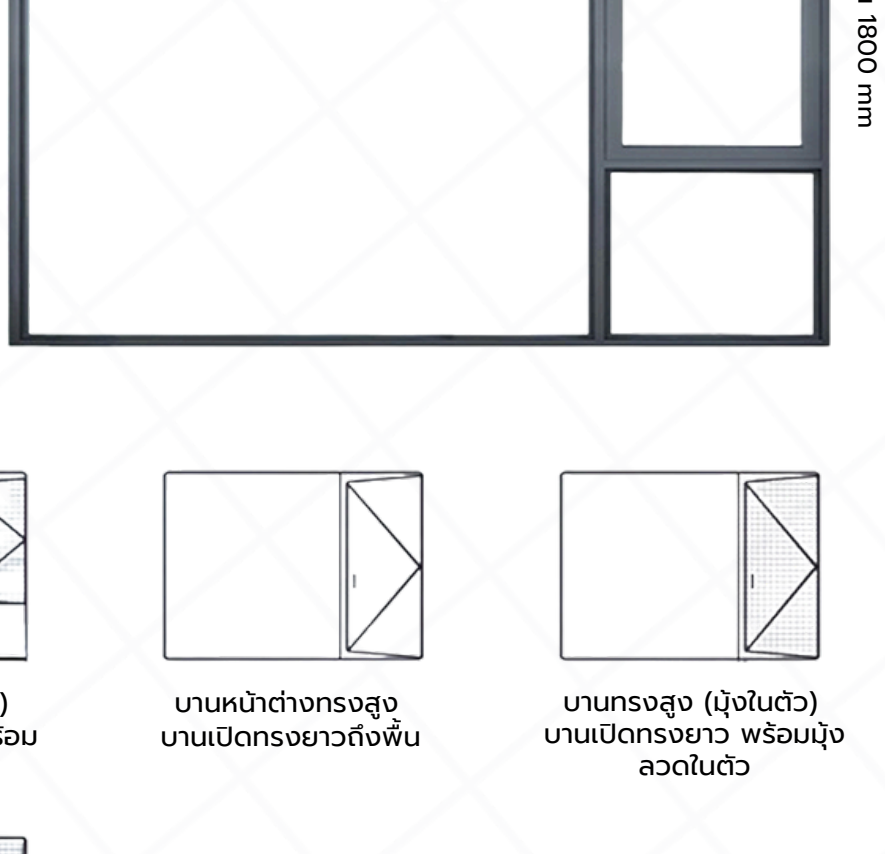 1800 mm
)
บานหน้าต่างทรงสูง
บานเปิดทรงยาวถึงพื้น
บานทรงสูง (มุ้งในตัว)
บานเปิดทรงยาว พร้อมมุ้ง
ลวดในตัว